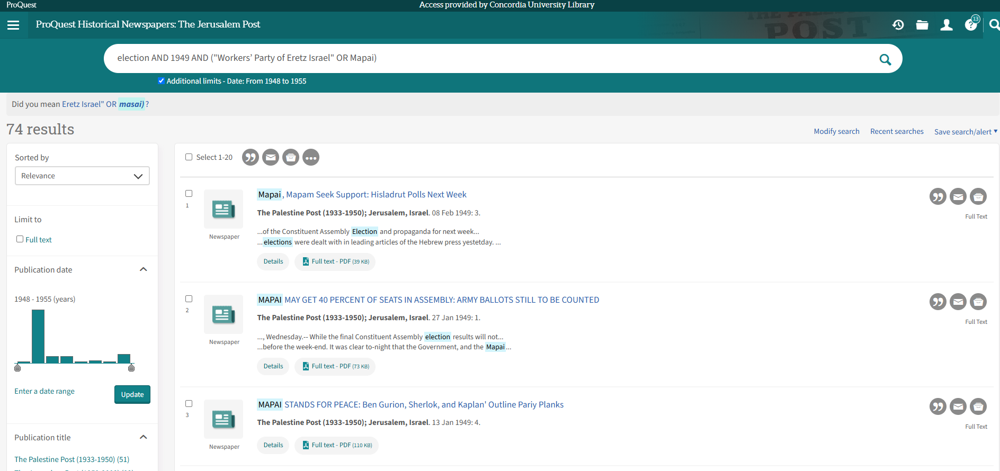 ProQuest
Access provided by Concordia University Library
ProQuest Historical Newspapers: The Jerusalem Post
THE PALEST
POST
13
election AND 1949 AND ("Workers’ Party of Eretz Israel" OR Mapai)
Additional limits - Date: From 1948 to 1955
Did you mean Eretz Israel" OR masai) ?
74 results
Modify search
Recent searches
Save search/alert
Sorted by
Relevance
Limit to
Full text
Publication date
1948 - 1955 (years)
Enter a date range
Update
Publication title
The Palestine Post (1933-1950) (51)
Select 1-20
1
Newspaper
Mapai, Mapam Seek Support: Hisladrut Polls Next Week
The Palestine Post (1933-1950); Jerusalem, Israel. 08 Feb 1949: 3.
...of the Constituent Assembly Election and propaganda for next week...
...elections were dealt with in leading articles of the Hebrew press yestetday. ...
Details
Full text - PDF (39 KB)
Full Text
2
Newspaper
MAPAI MAY GET 40 PERCENT OF SEATS IN ASSEMBLY: ARMY BALLOTS STILL TO BE COUNTED
The Palestine Post (1933-1950); Jerusalem, Israel. 27 Jan 1949: 1.
..., Wednesday.-- While the final Constituent Assembly election results will not...
...before the week-end. It was clear to-night that the Government, and the Mapai...
Details
Full text - PDF (73 KB)
Full Text
3
Newspaper
MAPAI STANDS FOR PEACE: Ben Gurion, Sherlok, and Kaplan' Outline Pariy Planks
The Palestine Post (1933-1950); Jerusalem, Israel. 13 Jan 1949: 4.
Details
Full text - PDF (110 KB)
Full Text